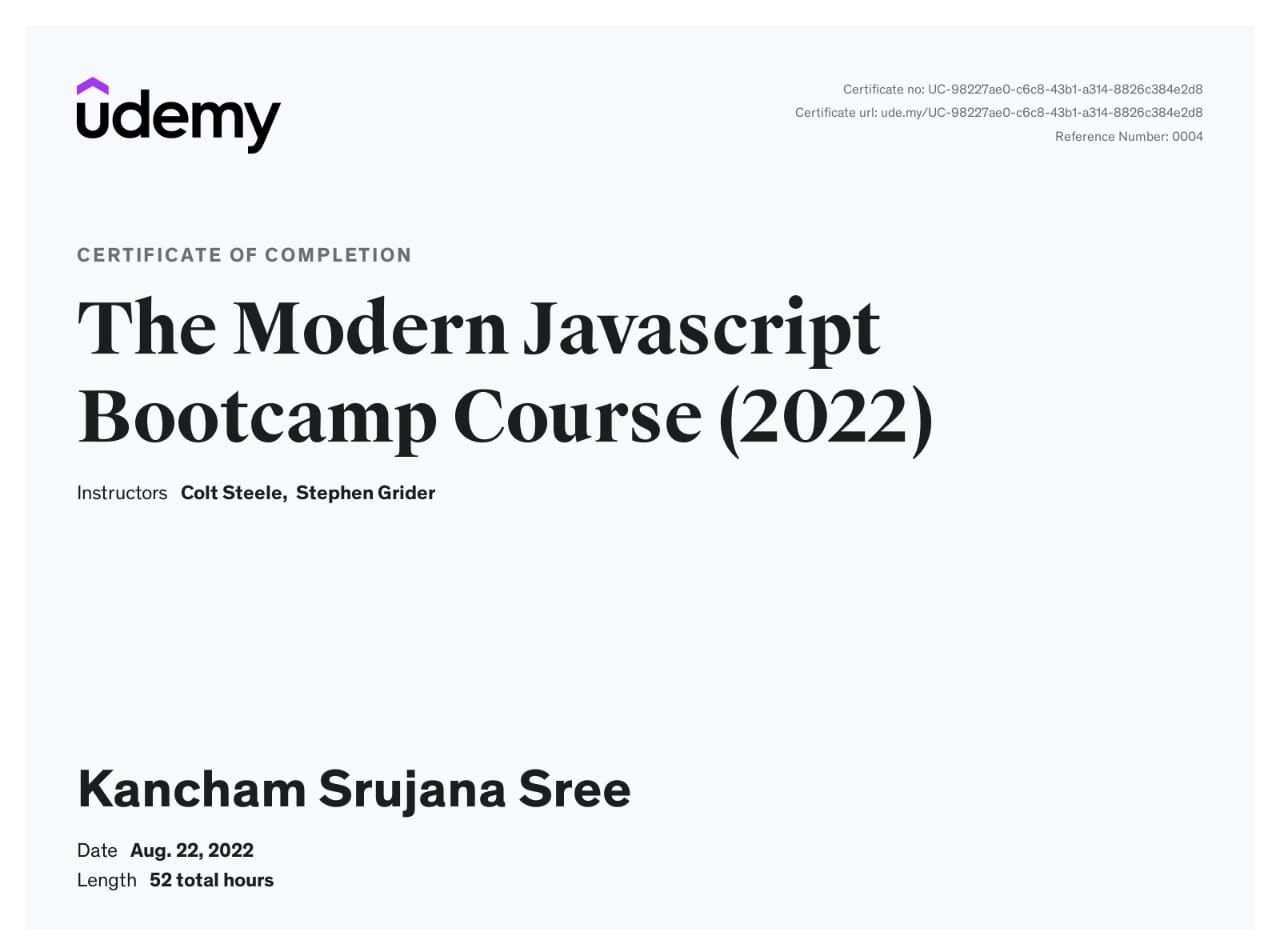 udemy
Certificate no: UC-98227ae0-c6c8-43b1-a314-8826c384e2d8
Certificate url: ude.my/UC-98227ae0-c6c8-43b1-a314-8826c384e2d8
Reference Number: 0004
CERTIFICATE OF COMPLETION
The Modern Javascript
Bootcamp Course (2022)
Instructors Colt Steele, Stephen Grider
Kancham Srujana Sree
Date Aug. 22, 2022
Length 52 total hours